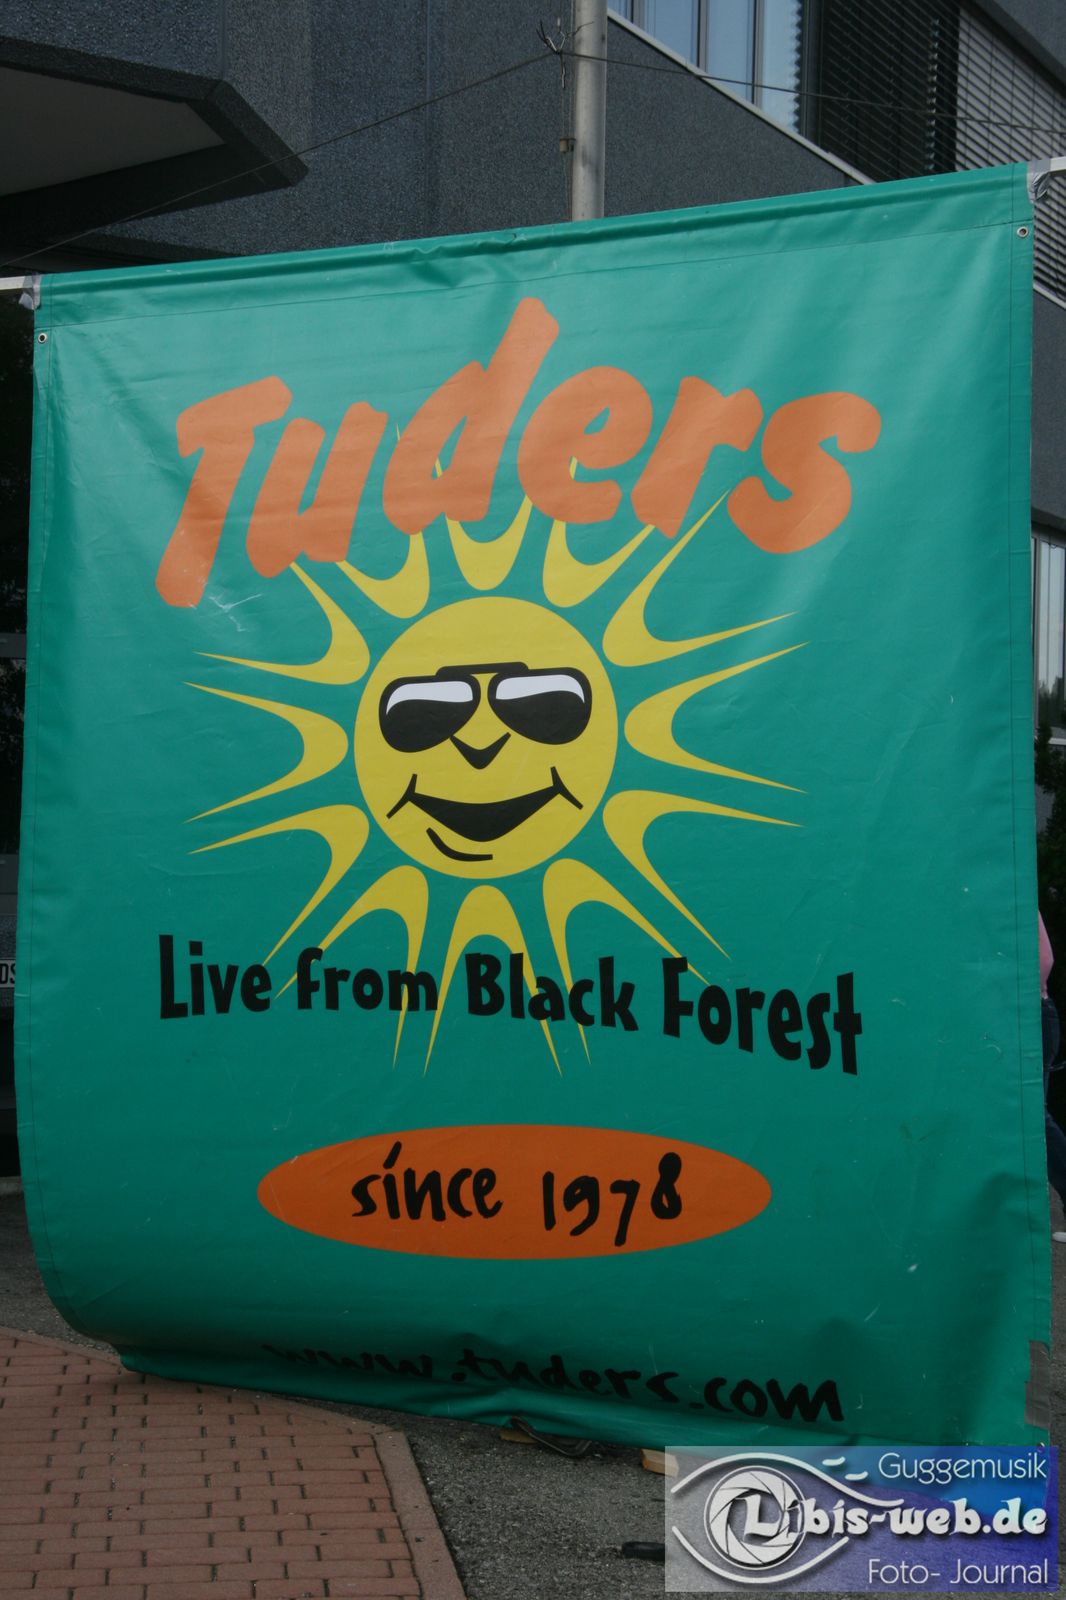 Tuders
Live from Black Forest
since 1978
www.tuders.com
Guggemusik
Libis-web.de
Foto- Journal